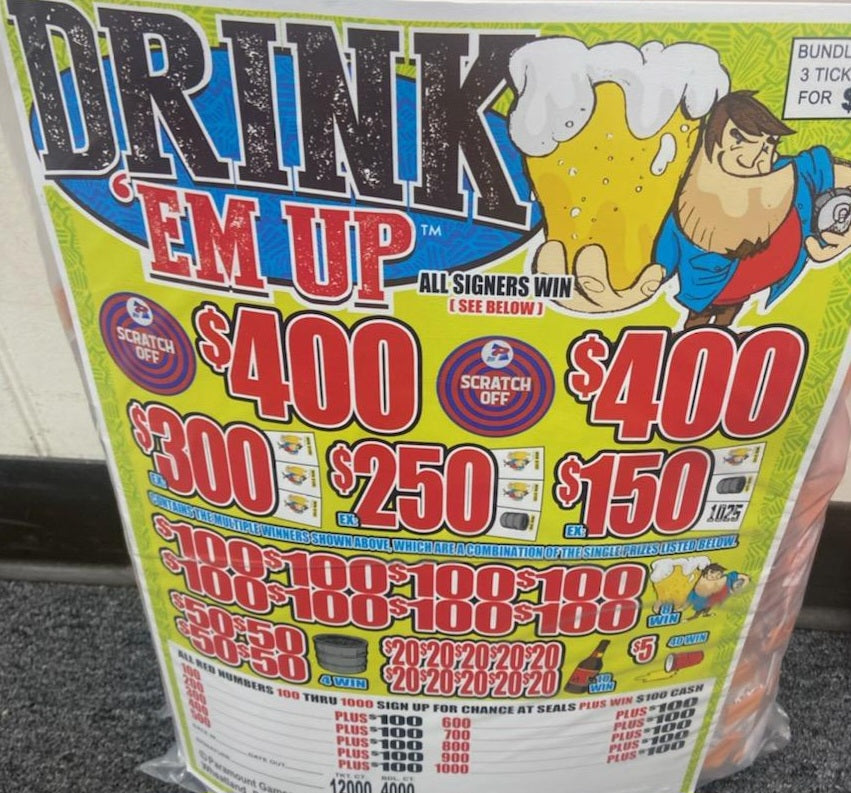 DRINK
'EM UP™
BUNDL
3 TICK
FOR $
ALL SIGNERS WIN
(SEE BELOW)
SCRATCH OFF
$400
SCRATCH OFF
$400
$300
$250
$150
EX:
EX:
EX:
1025
CONTAINS THE MULTIPLE WINNERS SHOWN ABOVE, WHICH ARE A COMBINATION OF THE SINGLE PRIZES LISTED BELOW.
$100 $100 $100 $100
$100 $100 $100 $100
8 WIN
$50 $50
$50 $50
4 WIN
$20 $20 $20 $20 $20
$20 $20 $20 $20 $20
10 WIN
$5
40 WIN
ALL RED NUMBERS 100 THRU 1000 SIGN UP FOR CHANCE AT SEALS PLUS WIN $100 CASH
100 PLUS $100 600 PLUS $100
200 PLUS $100 700 PLUS $100
300 PLUS $100 800 PLUS $100
400 PLUS $100 900 PLUS $100
500 PLUS $100 1000 PLUS $100
DATE OUT
TKT. CT. BDL. CT.
12000 4000
© Paramount Gam
Wheeland